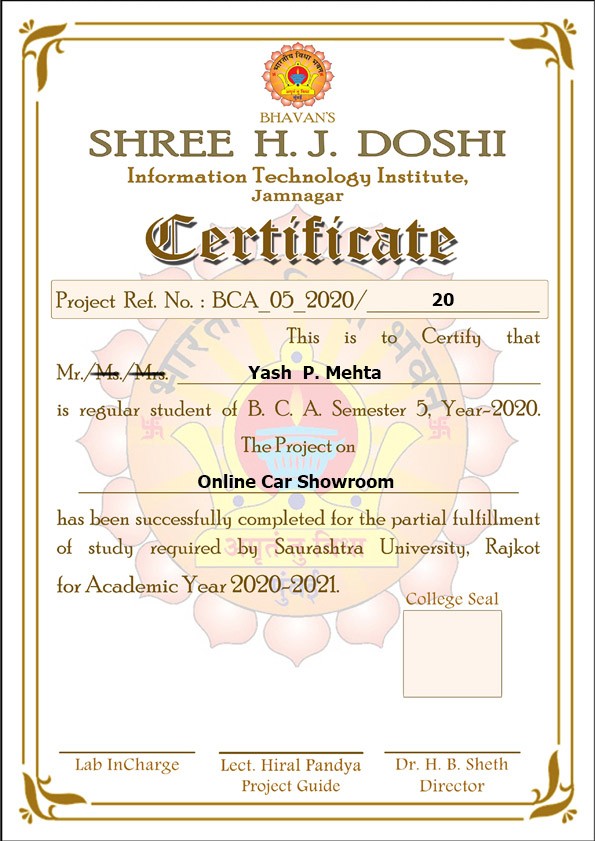 भारतीय विद्या भवन
अमृतं तु विद्या
मुंबई
BHAVAN'S
SHREE H. J. DOSHI
Information Technology Institute,
Jamnagar
Certificate
Project Ref. No. : BCA_05_2020/ 20
This is to Certify that
Mr./Ms./Mrs. Yash P. Mehta
is regular student of B. C. A. Semester 5, Year-2020.
The Project on
Online Car Showroom
has been successfully completed for the partial fulfillment
of study required by Saurashtra University, Rajkot
for Academic Year 2020-2021.
College Seal
Lab InCharge
Lect. Hiral Pandya
Project Guide
Dr. H. B. Sheth
Director